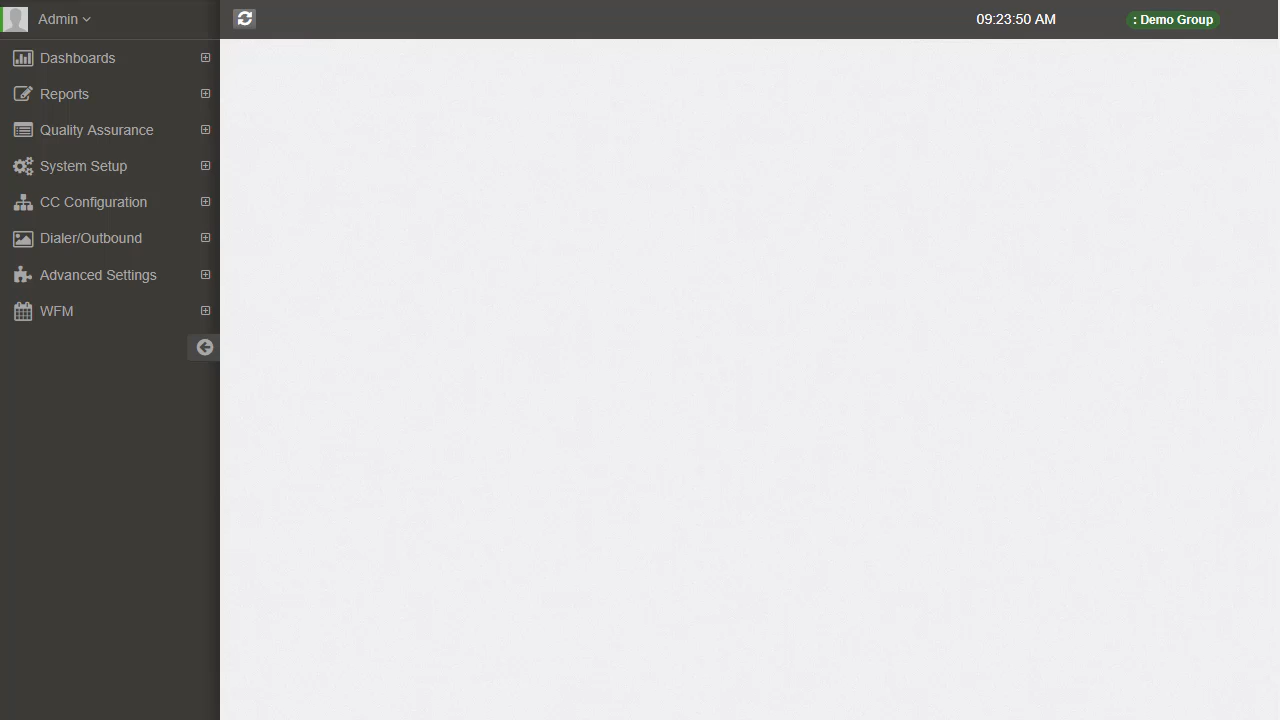 Admin
09:23:50 AM
: Demo Group
Dashboards
Reports
Quality Assurance
System Setup
CC Configuration
Dialer/Outbound
Advanced Settings
WFM